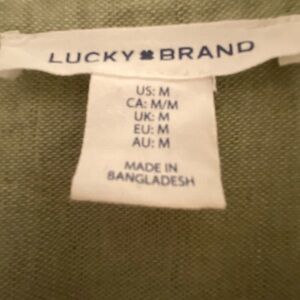 LUCKY BRAND
US: M
CA: M/M
UK: M
EU: M
AU: M
MADE IN
BANGLADESH